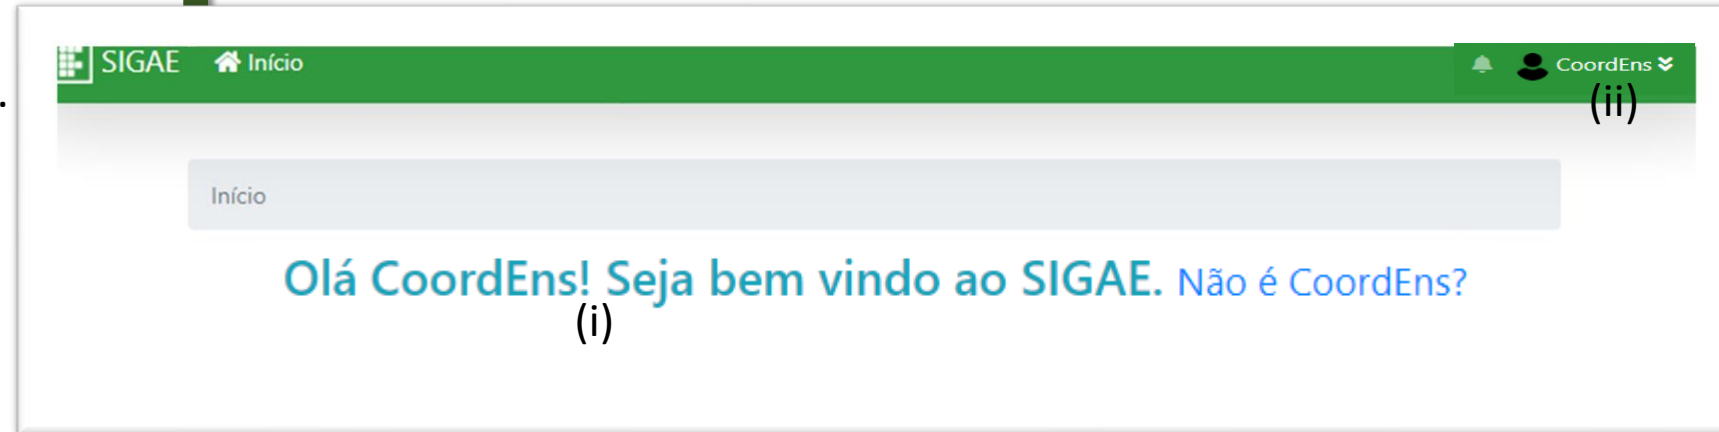 SIGAE Início CoordEns
(ii)
.
Início
Olá CoordEns! Seja bem vindo ao SIGAE. Não é CoordEns?
(i)